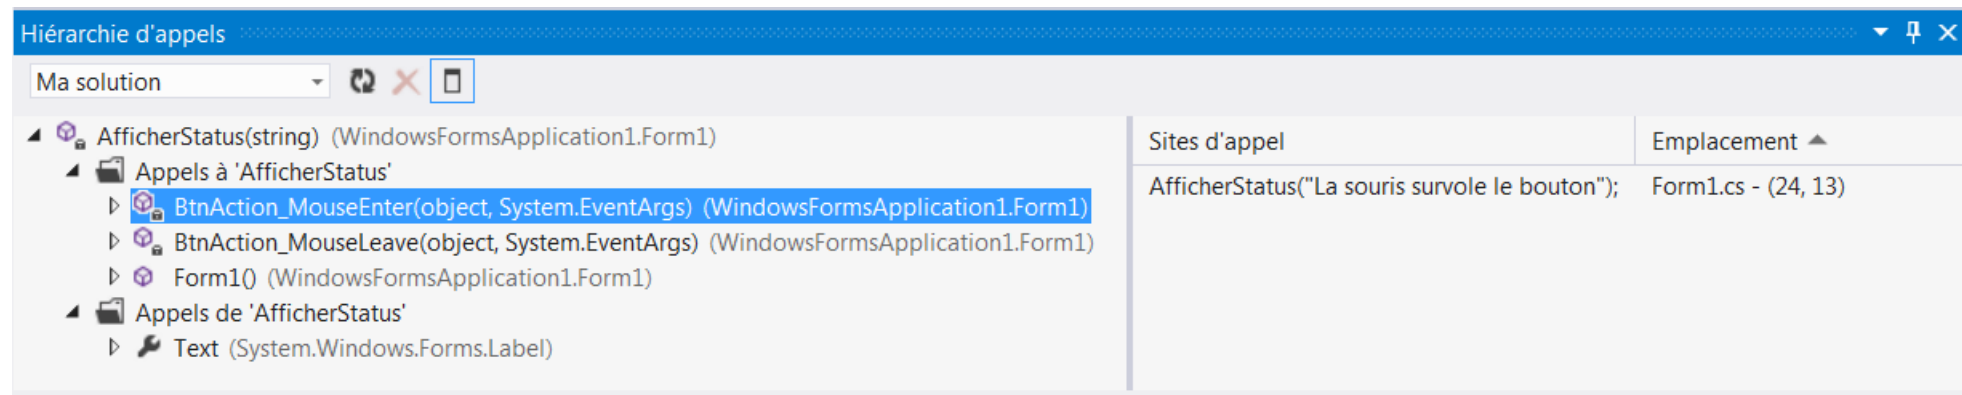 Hiérarchie d'appels
Ma solution
AfficherStatus(string) (WindowsFormsApplication1.Form1)
Appels à 'AfficherStatus'
BtnAction_MouseEnter(object, System.EventArgs) (WindowsFormsApplication1.Form1)
BtnAction_MouseLeave(object, System.EventArgs) (WindowsFormsApplication1.Form1)
Form1() (WindowsFormsApplication1.Form1)
Appels de 'AfficherStatus'
Text (System.Windows.Forms.Label)
Sites d'appel Emplacement
AfficherStatus("La souris survole le bouton"); Form1.cs - (24, 13)